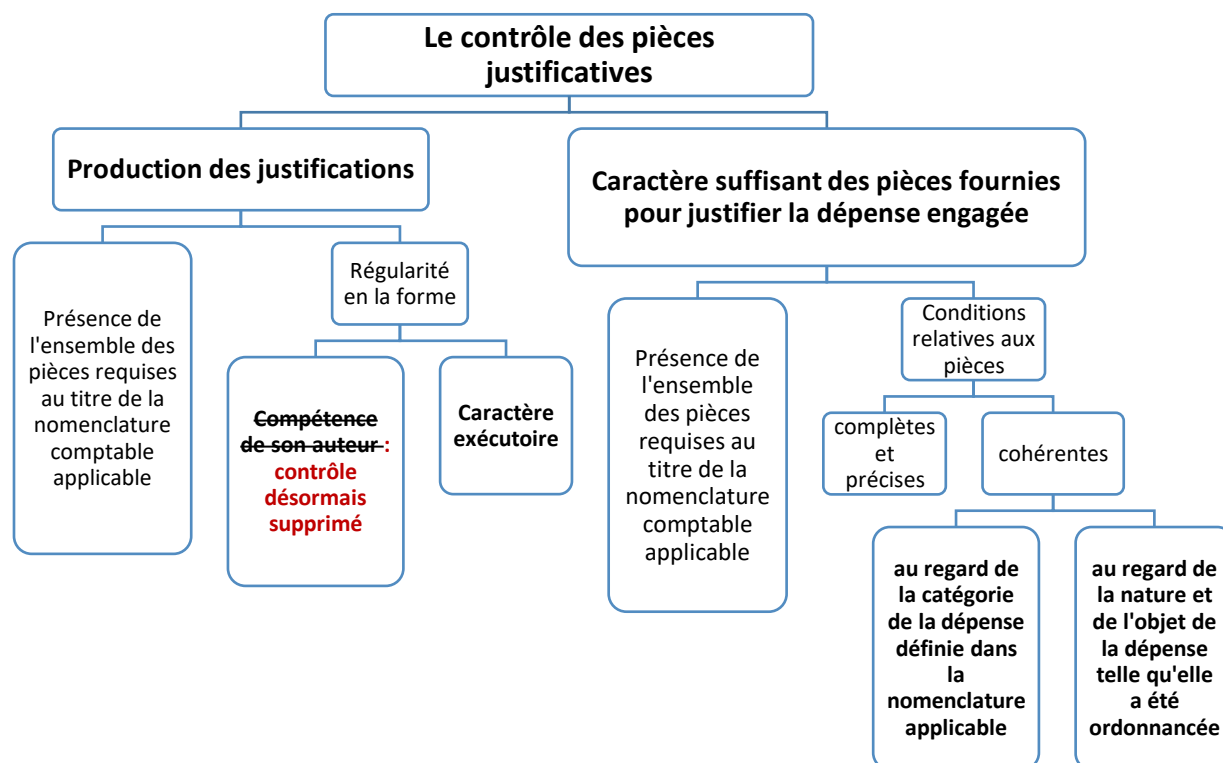 Le contrôle des pièces
justificatives
Production des justifications
Caractère suffisant des pièces fournies
pour justifier la dépense engagée
Présence de
l'ensemble des
pièces requises
au titre de la
nomenclature
comptable
applicable
Régularité
en la forme
Compétence
de son auteur :
contrôle
désormais
supprimé
Caractère
exécutoire
Présence de
l'ensemble
des pièces
requises au
titre de la
nomenclature
comptable
applicable
Conditions
relatives aux
pièces
complètes
et
précises
cohérentes
au regard de
la catégorie
de la dépense
définie dans
la
nomenclature
applicable
au regard de
la nature et
de l'objet de
la dépense
telle qu'elle
a été
ordonnancée